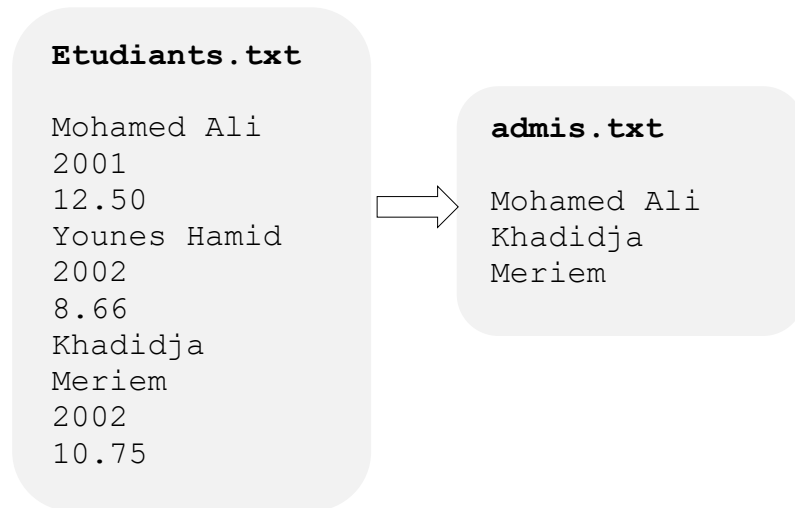 Etudiants.txt
Mohamed Ali
2001
12.50
Younes Hamid
2002
8.66
Khadidja
Meriem
2002
10.75
admis.txt
Mohamed Ali
Khadidja
Meriem